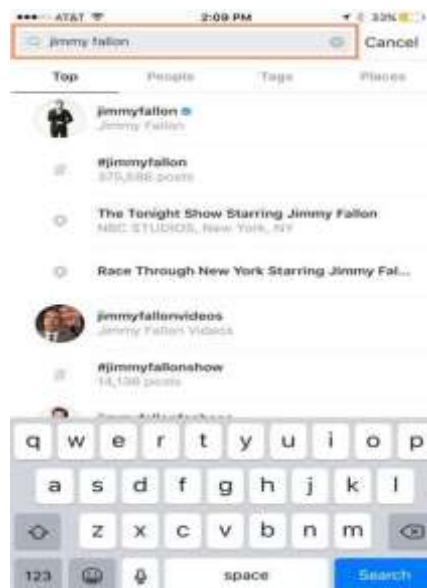 AT&T 2:09 PM 33%
jimmy fallon Cancel
Top People Tags Places
jimmyfallon
Jimmy Fallon
#jimmyfallon
posts
The Tonight Show Starring Jimmy Fallon
NBC STUDIOS, New York, NY
Race Through New York Starring Jimmy Fal...
jimmyfallonvideos
Jimmy Fallon Videos
#jimmyfallonshow
posts
q w e r t y u i o p
a s d f g h j k l
z x c v b n m
123 space Search